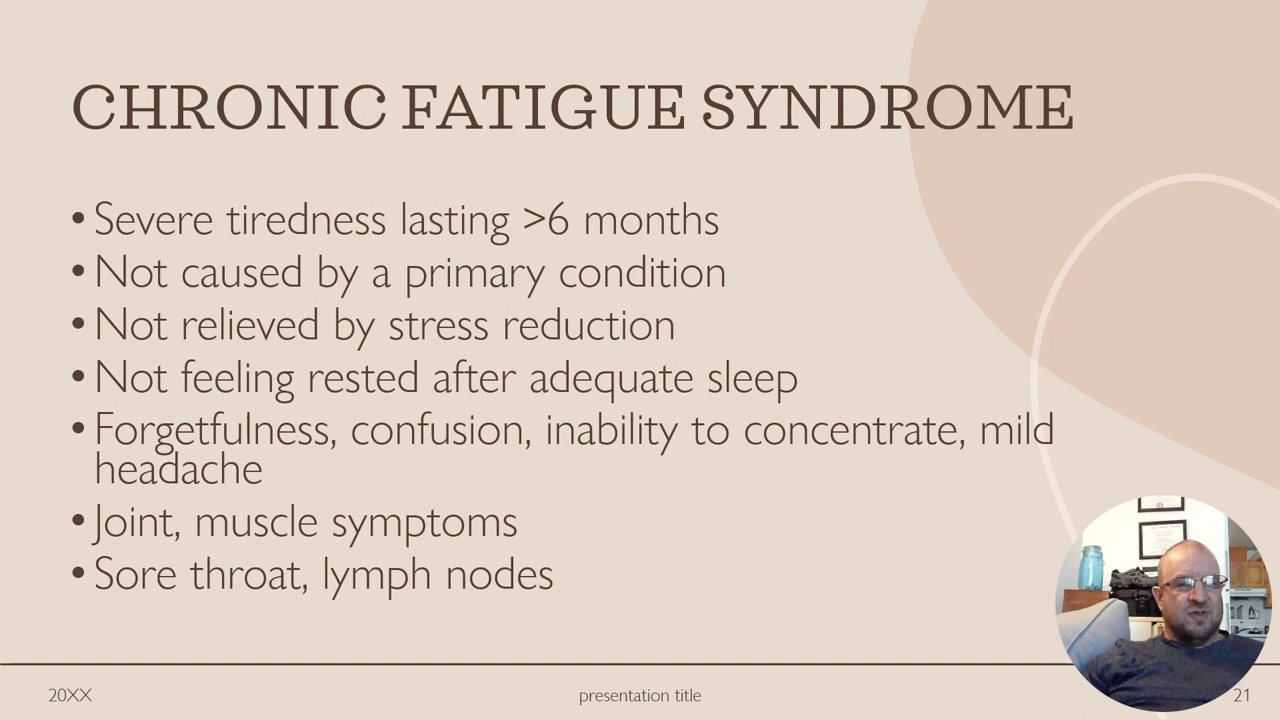 CHRONIC FATIGUE SYNDROME
• Severe tiredness lasting >6 months
• Not caused by a primary condition
• Not relieved by stress reduction
• Not feeling rested after adequate sleep
• Forgetfulness, confusion, inability to concentrate, mild
headache
• Joint, muscle symptoms
• Sore throat, lymph nodes
20XX
presentation title
21